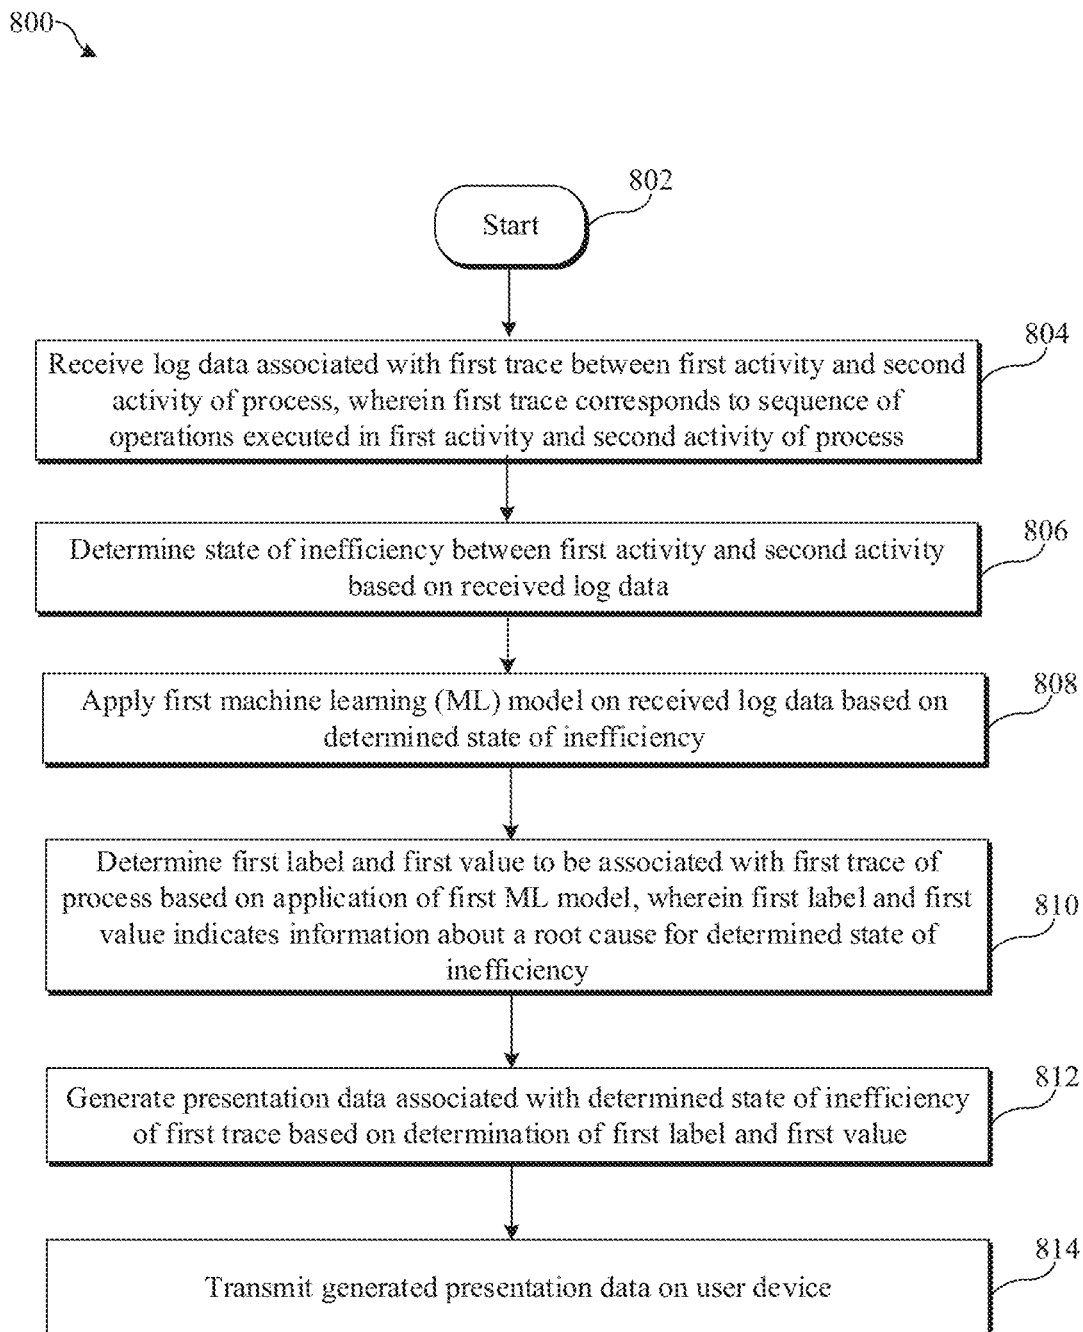 800
802
Start
804
Receive log data associated with first trace between first activity and second
activity of process, wherein first trace corresponds to sequence of
operations executed in first activity and second activity of process
806
Determine state of inefficiency between first activity and second activity
based on received log data
808
Apply first machine learning (ML) model on received log data based on
determined state of inefficiency
Determine first label and first value to be associated with first trace of
process based on application of first ML model, wherein first label and first
810
value indicates information about a root cause for determined state of
inefficiency
812
Generate presentation data associated with determined state of inefficiency
of first trace based on determination of first label and first value
814
Transmit generated presentation data on user device